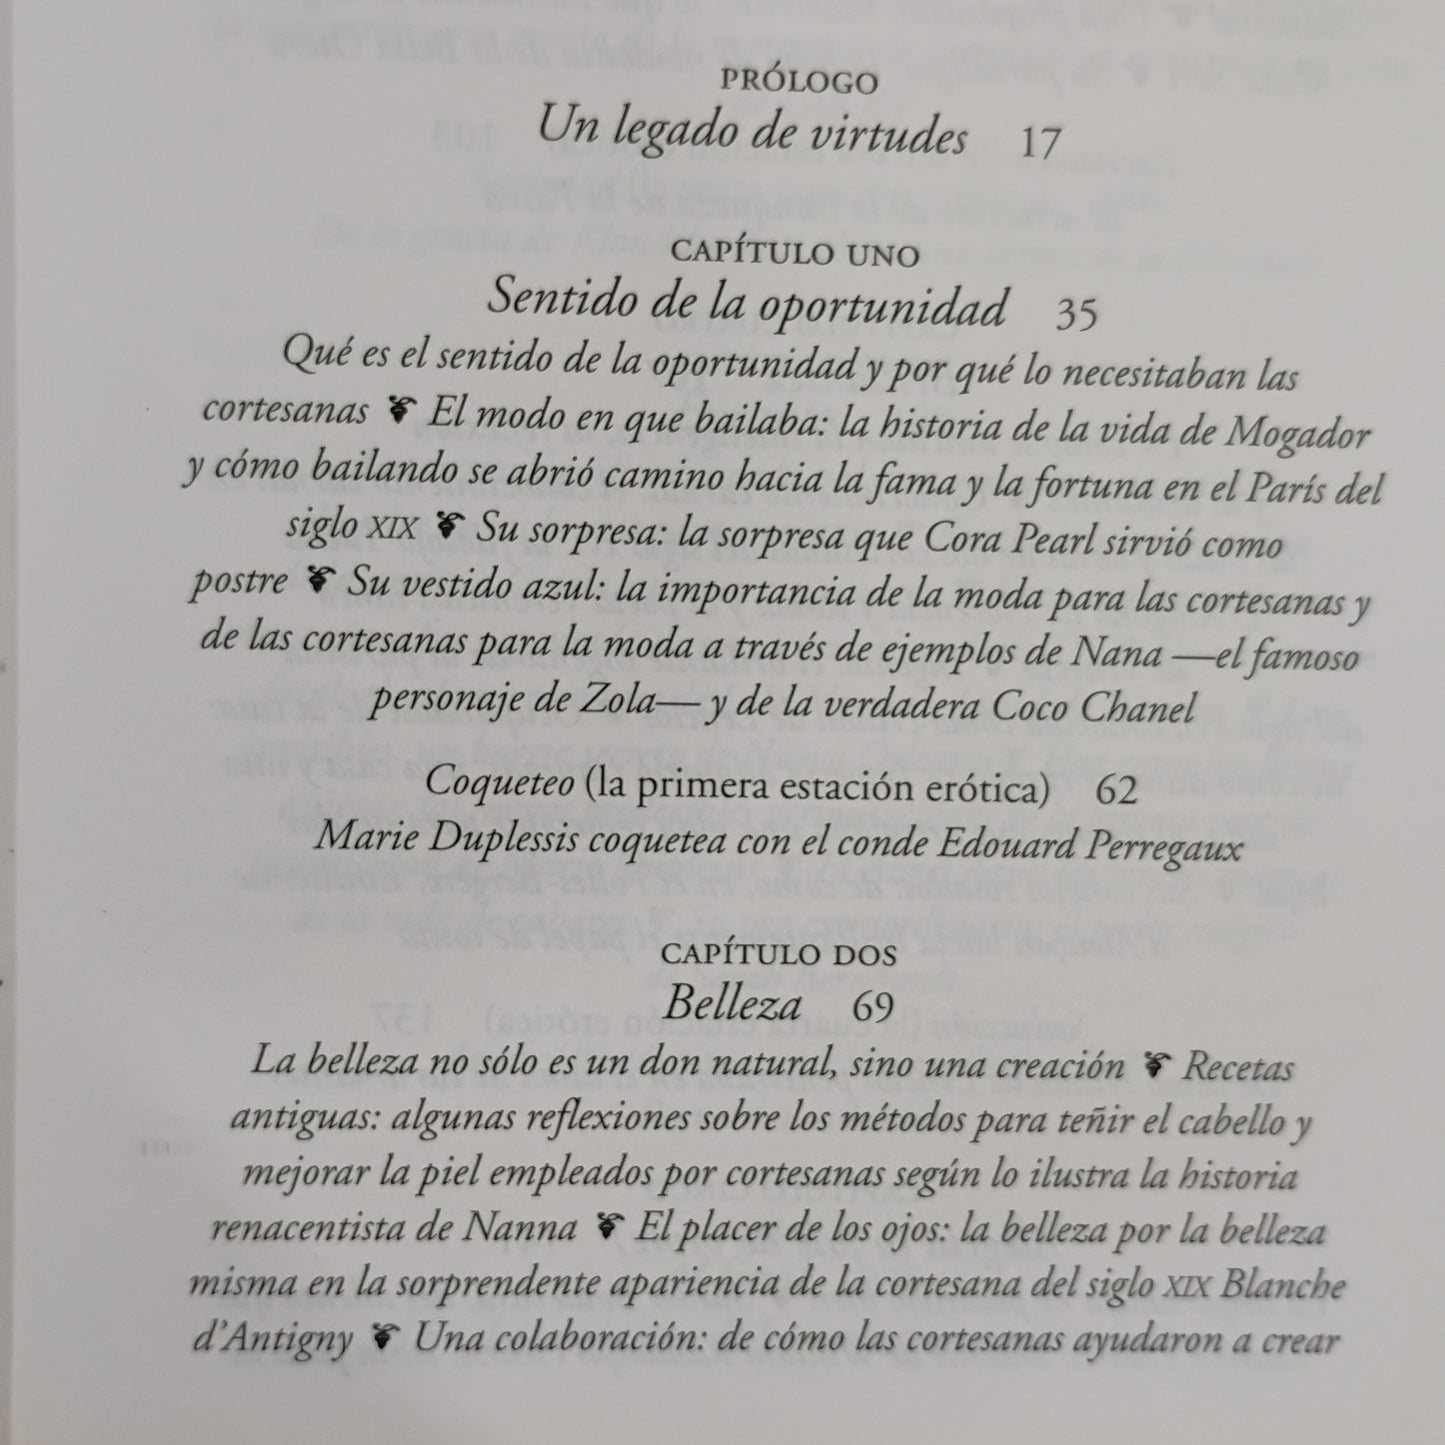 PRÓLOGO
Un legado de virtudes 17
CAPÍTULO UNO
Sentido de la oportunidad 35
Qué es el sentido de la oportunidad y por qué lo necesitaban las
cortesanas ❦ El modo en que bailaba: la historia de la vida de Mogador
y cómo bailando se abrió camino hacia la fama y la fortuna en el París del
siglo XIX ❦ Su sorpresa: la sorpresa que Cora Pearl sirvió como
postre ❦ Su vestido azul: la importancia de la moda para las cortesanas y
de las cortesanas para la moda a través de ejemplos de Nana —el famoso
personaje de Zola— y de la verdadera Coco Chanel
Coqueteo (la primera estación erótica) 62
Marie Duplessis coquetea con el conde Edouard Perregaux
CAPÍTULO DOS
Belleza 69
La belleza no sólo es un don natural, sino una creación ❦ Recetas
antiguas: algunas reflexiones sobre los métodos para teñir el cabello y
mejorar la piel empleados por cortesanas según lo ilustra la historia
renacentista de Nanna ❦ El placer de los ojos: la belleza por la belleza
misma en la sorprendente apariencia de la cortesana del siglo XIX Blanche
d'Antigny ❦ Una colaboración: de cómo las cortesanas ayudaron a crear